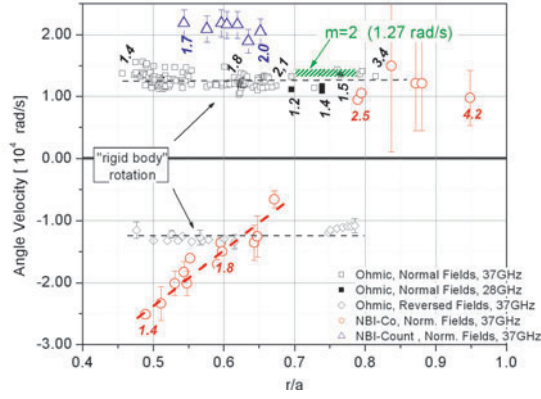 Angle Velocity [ 10⁴ rad/s]
2.00
1.00
0.00
-1.00
-2.00
-3.00
1.4
1.7
1.8
2.0
2.1
m=2 (1.27 rad/s)
3.4
1.2
1.4
1.5
2.5
4.2
"rigid body"
rotation
1.8
1.4
Ohmic, Normal Fields, 37GHz
Ohmic, Normal Fields, 28GHz
Ohmic, Reversed Fields, 37GHz
NBI-Co, Norm. Fields, 37GHz
NBI-Count , Norm. Fields, 37GHz
0.4 0.5 0.6 0.7 0.8 0.9 1.0
r/a